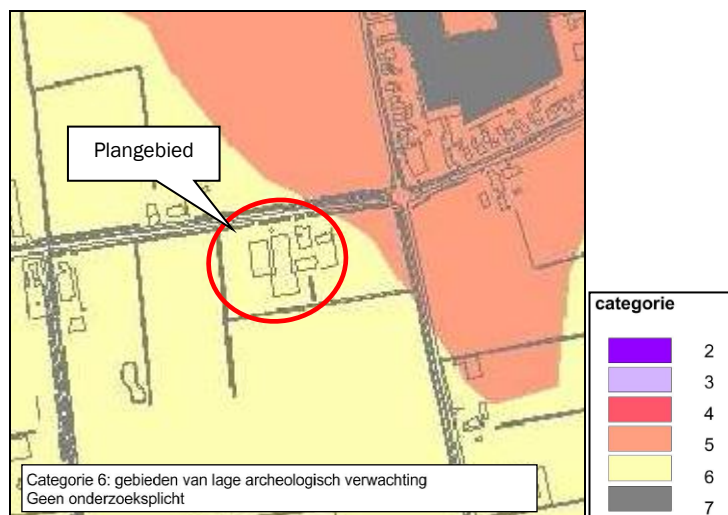 Plangebied
Categorie 6: gebieden van lage archeologisch verwachting
Geen onderzoeksplicht
categorie
2
3
4
5
6
7